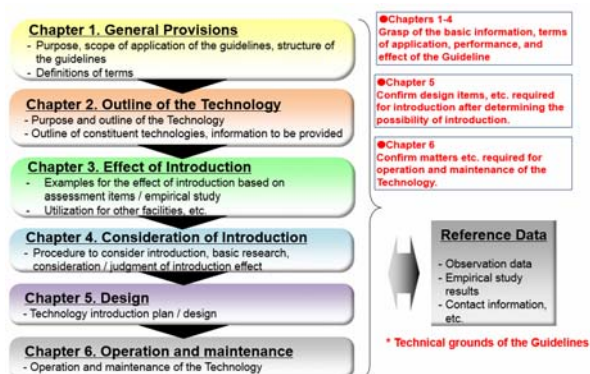 Chapter 1. General Provisions
- Purpose, scope of application of the guidelines, structure of
the guidelines
- Definitions of terms
Chapter 2. Outline of the Technology
- Purpose and outline of the Technology
- Outline of constituent technologies, information to be provided
Chapter 3. Effect of Introduction
- Examples for the effect of introduction based on
assessment items / empirical study
- Utilization for other facilities, etc.
Chapter 4. Consideration of Introduction
- Procedure to consider introduction, basic research,
consideration / judgment of introduction effect
Chapter 5. Design
- Technology introduction plan / design
Chapter 6. Operation and maintenance
- Operation and maintenance of the Technology
●Chapters 1-4
Grasp of the basic information, terms
of application, performance, and
effect of the Guideline
●Chapter 5
Confirm design items, etc. required
for introduction after determining the
possibility of introduction.
●Chapter 6
Confirm matters etc. required for
operation and maintenance of the
Technology.
Reference Data
- Observation data
- Empirical study
results
- Contact information,
etc.
* Technical grounds of the Guidelines